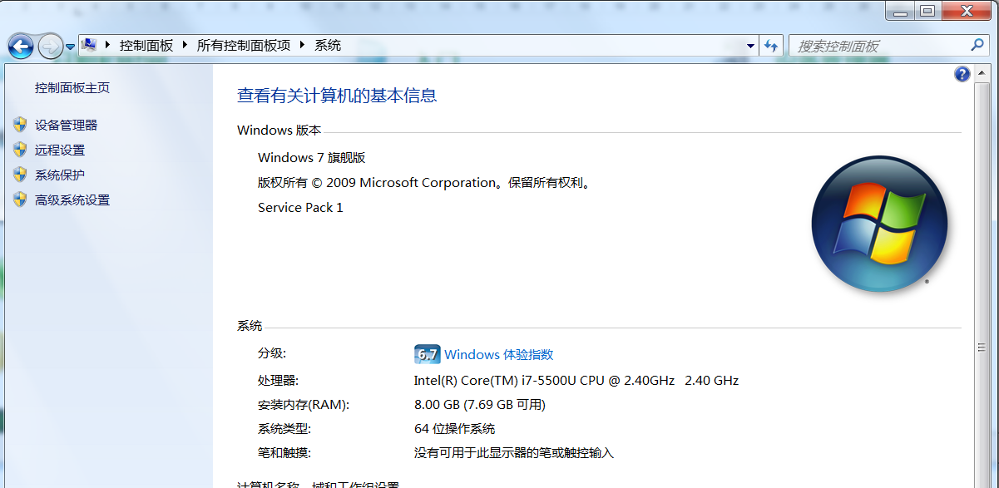 控制面板 所有控制面板项 系统
搜索控制面板
控制面板主页
设备管理器
远程设置
系统保护
高级系统设置
查看有关计算机的基本信息
Windows 版本
Windows 7 旗舰版
版权所有 © 2009 Microsoft Corporation。保留所有权利。
Service Pack 1
系统
分级: 6.7 Windows 体验指数
处理器: Intel(R) Core(TM) i7-5500U CPU @ 2.40GHz 2.40 GHz
安装内存(RAM): 8.00 GB (7.69 GB 可用)
系统类型: 64 位操作系统
笔和触摸: 没有可用于此显示器的笔或触控输入
计算机名称、域和工作组设置